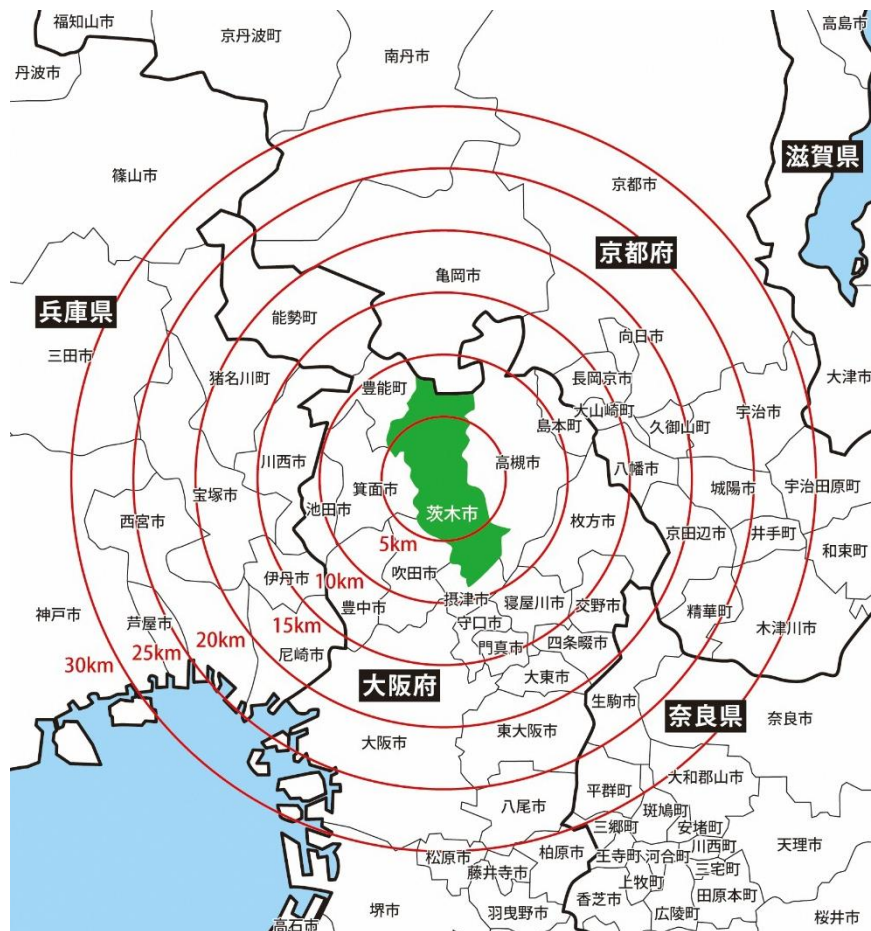 福知山市
京丹波町
高島市
南丹市
丹波市
滋賀県
篠山市
京都市
京都府
亀岡市
兵庫県
能勢町
向日市
三田市
大津市
猪名川町
長岡京市
豊能町
大山崎町
宇治市
島本町
久御山町
川西市
高槻市
八幡市
箕面市
宝塚市
城陽市
宇治田原町
池田市
茨木市
西宮市
枚方市
京田辺市
井手町
5km
和束町
吹田市
伊丹市
10km
摂津市
寝屋川市
交野市
豊中市
精華町
神戸市
芦屋市
守口市
木津川市
15km
20km
門真市
四条畷市
25km
尼崎市
30km
大東市
大阪府
生駒市
奈良県
奈良市
大阪市
東大阪市
大和郡山市
平群町
八尾市
斑鳩町
三郷町
安堵町
天理市
松原市
柏原市
王寺町
河合町
川西町
藤井寺市
三宅町
上牧町
香芝市
田原本町
堺市
羽曳野市
広陵町
桜井市
高石市